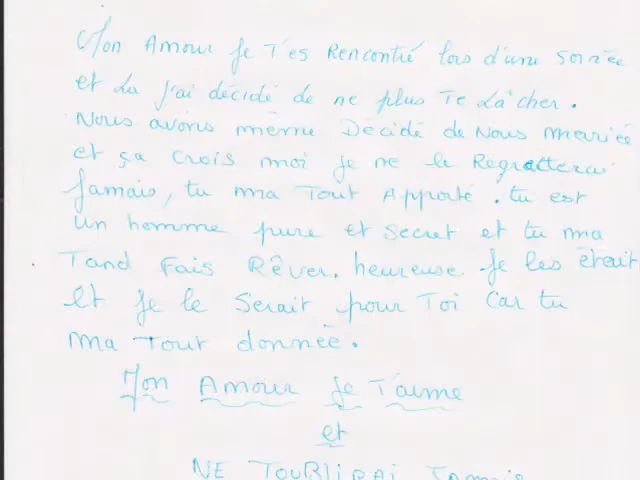 Mon Amour Je T'es Rencontré lors d'une soirée
et La j'ai décidé de ne plus Te Lâcher.
Nous avons même Décidé de Nous mariée
et ça crois moi je ne le Regretterai
Jamais, tu ma Tout Apporté. tu est
un homme pure et secret et tu ma
Tand Fais Rêver. heureuse Je les était
et Je le Serait pour Toi Car tu
ma Tout donnée.
Mon Amour Je T'aime
et
NE TOUBLIRAI JAMAIS